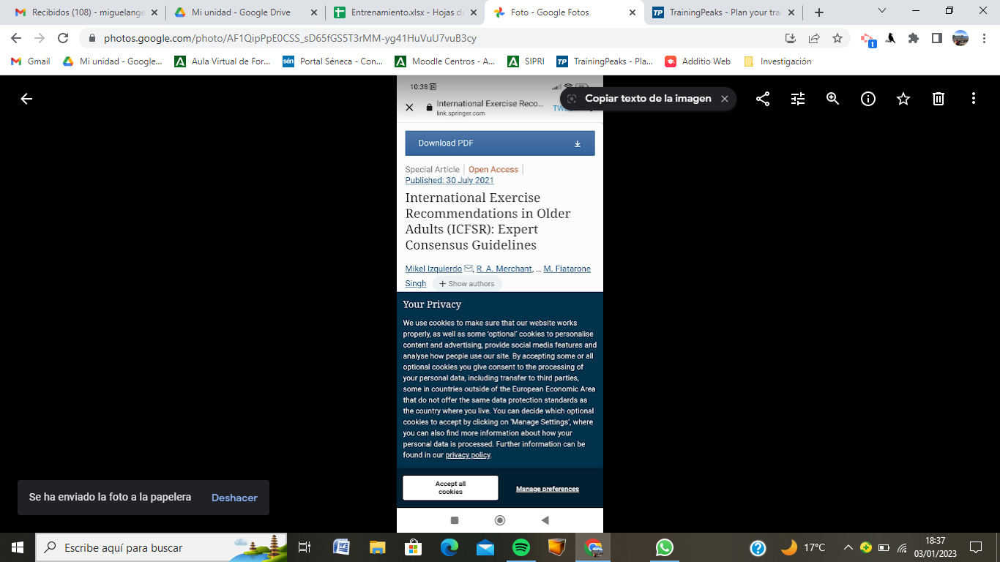 Recibidos (108) - miguelange
Mi unidad - Google Drive
Entrenamiento.xlsx - Hojas de
Foto - Google Fotos
TrainingPeaks - Plan your trai
photos.google.com/photo/AF1QipPpE0CSS_sD65fGS5T3rMM-yg41HuVuU7vuB3cy
1
Gmail
Mi unidad - Google...
Aula Virtual de For...
Portal Séneca - Con...
Moodle Centros - A...
SIPRI
TrainingPeaks - Pla...
Additio Web
Investigación
10:38
Copiar texto de la imagen
International Exercise Reco...
link.springer.com
Download PDF
Special Article | Open Access |
Published: 30 July 2021
International Exercise
Recommendations in Older
Adults (ICFSR): Expert
Consensus Guidelines
Mikel Izquierdo, R. A. Merchant, ... M. Fiatarone
Singh + Show authors
Your Privacy
We use cookies to make sure that our website works
properly, as well as some 'optional' cookies to personalise
content and advertising, provide social media features and
analyse how people use our site. By accepting some or all
optional cookies you give consent to the processing of
your personal data, including transfer to third parties,
some in countries outside of the European Economic Area
that do not offer the same data protection standards as
the country where you live. You can decide which optional
cookies to accept by clicking on 'Manage Settings', where
you can also find more information about how your
personal data is processed. Further information can be
found in our privacy policy.
Accept all
cookies
Manage preferences
Se ha enviado la foto a la papelera
Deshacer
Escribe aquí para buscar
17°C
18:37
03/01/2023